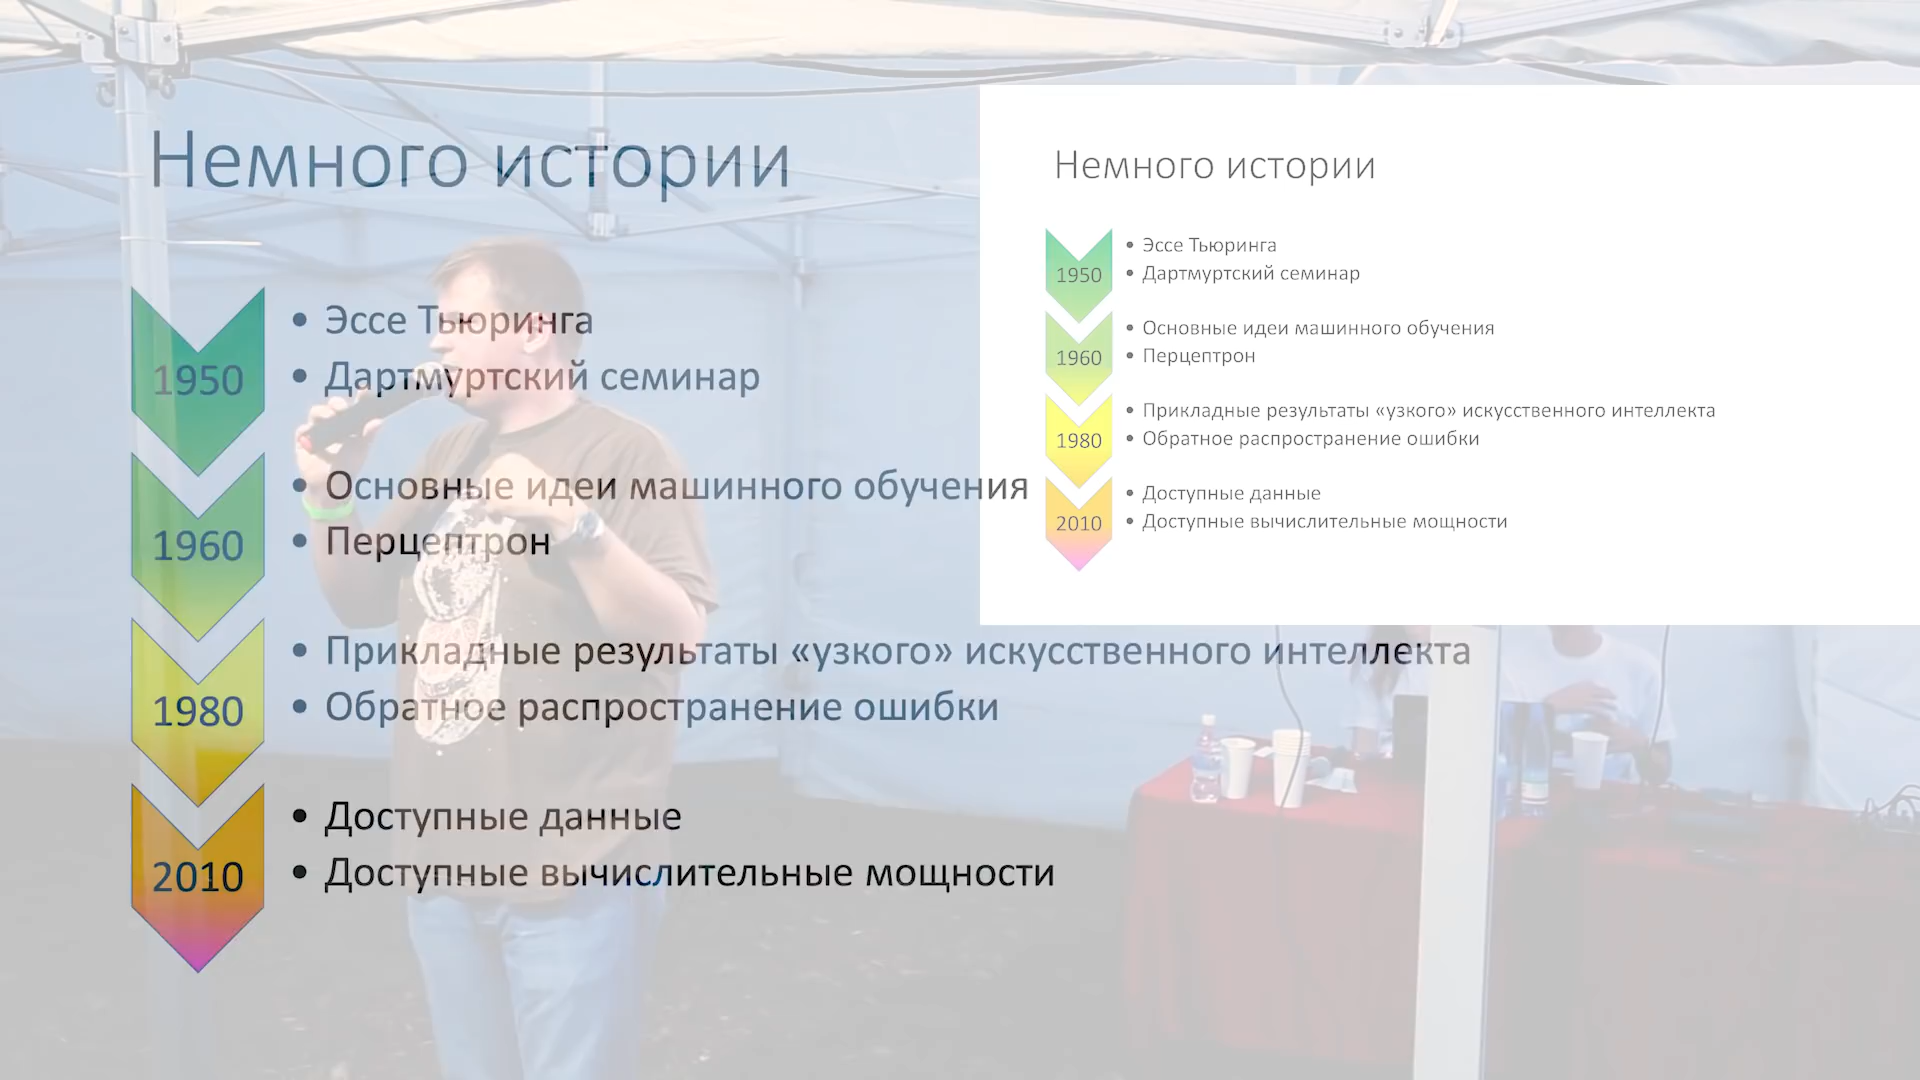 Немного истории
1950
• Эссе Тьюринга
• Дартмуртский семинар
1960
• Основные идеи машинного обучения
• Перцептрон
1980
• Прикладные результаты «узкого» искусственного интеллекта
• Обратное распространение ошибки
2010
• Доступные данные
• Доступные вычислительные мощности
Немного истории
1950
• Эссе Тьюринга
• Дартмуртский семинар
1960
• Основные идеи машинного обучения
• Перцептрон
1980
• Прикладные результаты «узкого» искусственного интеллекта
• Обратное распространение ошибки
2010
• Доступные данные
• Доступные вычислительные мощности